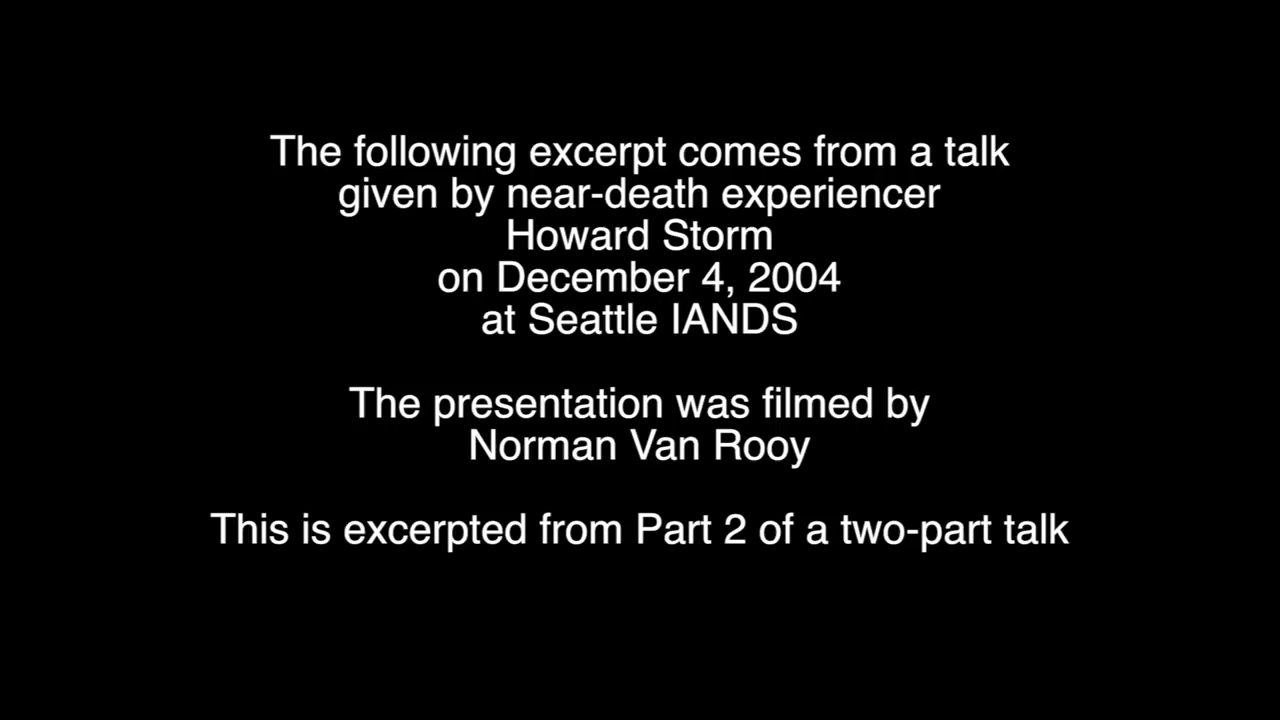 The following excerpt comes from a talk
given by near-death experiencer
Howard Storm
on December 4, 2004
at Seattle IANDS
The presentation was filmed by
Norman Van Rooy
This is excerpted from Part 2 of a two-part talk